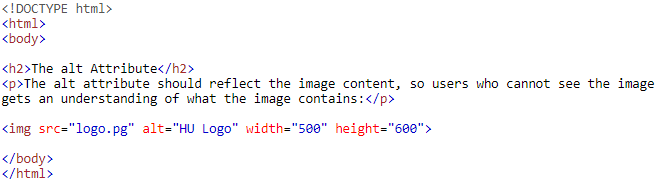 <!DOCTYPE html>
<html>
<body>
<h2>The alt Attribute</h2>
<p>The alt attribute should reflect the image content, so users who cannot see the image
gets an understanding of what the image contains:</p>
<img src="logo.pg" alt="HU Logo" width="500" height="600">
</body>
</html>